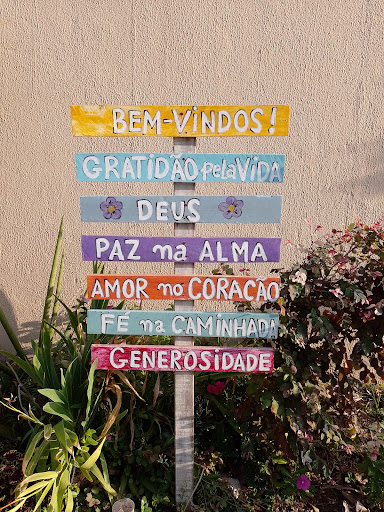 BEM-VINDOS!
GRATIDÃO pela VIDA
DEUS
PAZ na ALMA
AMOR no CORAÇÃO
FÉ na CAMINHADA
GENEROSIDADE